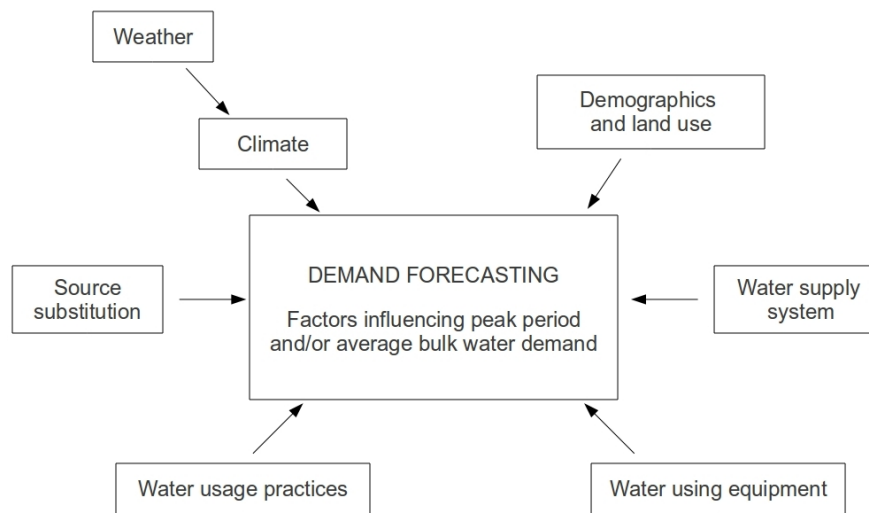 Weather
Demographics
and land use
Climate
DEMAND FORECASTING
Factors influencing peak period
and/or average bulk water demand
Source
substitution
Water supply
system
Water usage practices
Water using equipment